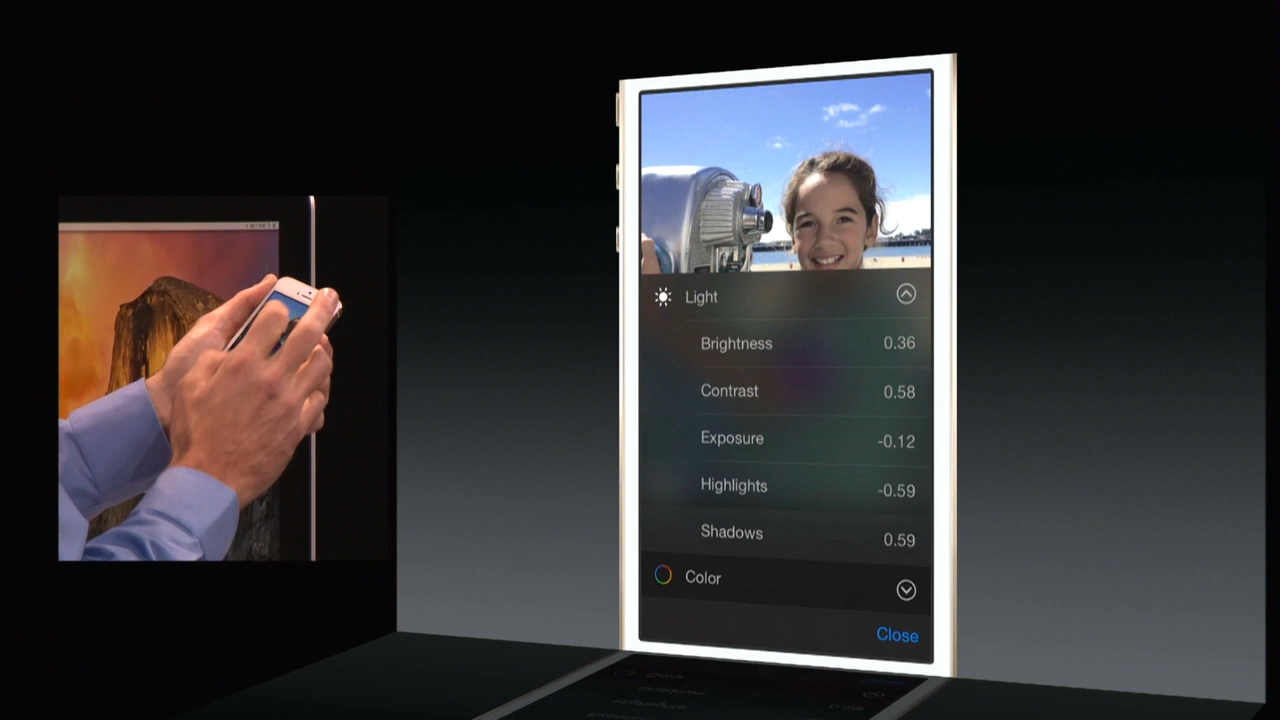 Light
Brightness 0.36
Contrast 0.58
Exposure -0.12
Highlights -0.59
Shadows 0.59
Color
Close